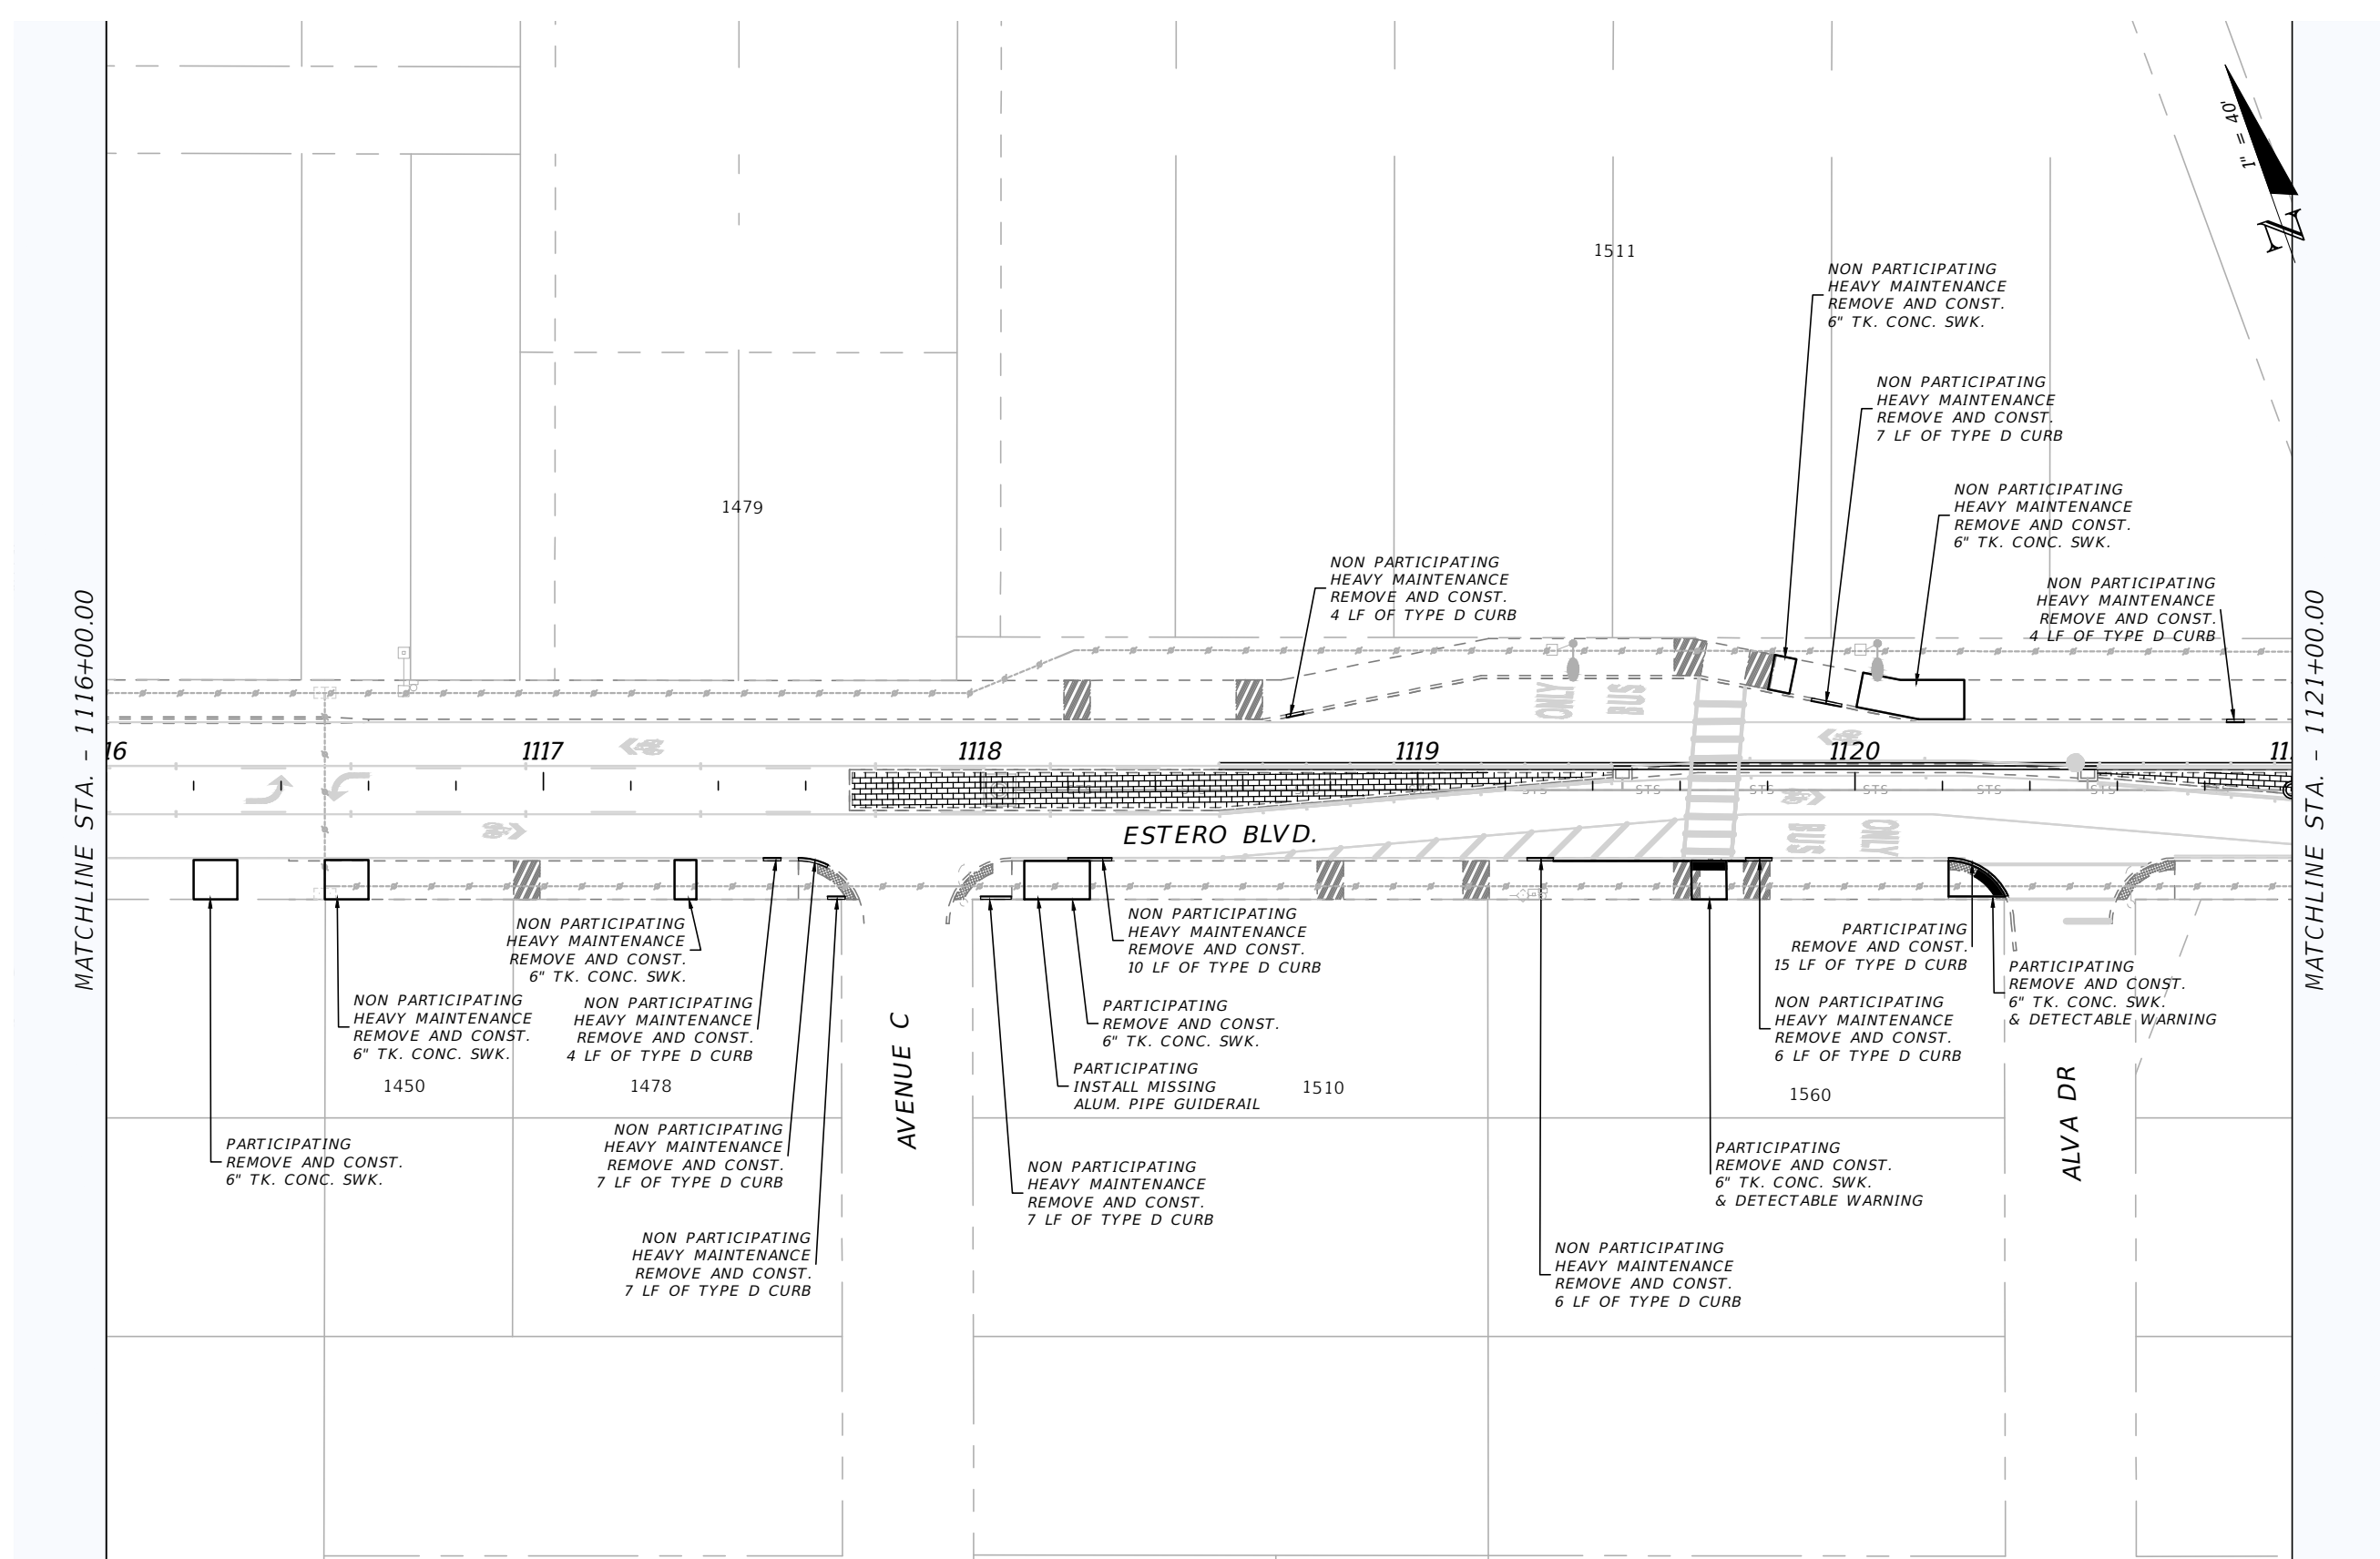 1" = 40'
N
1511
NON PARTICIPATING
HEAVY MAINTENANCE
REMOVE AND CONST.
6" TK. CONC. SWK.
NON PARTICIPATING
HEAVY MAINTENANCE
REMOVE AND CONST.
7 LF OF TYPE D CURB
1479
NON PARTICIPATING
HEAVY MAINTENANCE
REMOVE AND CONST.
6" TK. CONC. SWK.
NON PARTICIPATING
HEAVY MAINTENANCE
REMOVE AND CONST.
4 LF OF TYPE D CURB
NON PARTICIPATING
HEAVY MAINTENANCE
REMOVE AND CONST.
4 LF OF TYPE D CURB
MATCHLINE STA. - 1116+00.00
MATCHLINE STA. - 1121+00.00
ONLY
BUS
16
1117
1118
1119
1120
11
STS
STS
STS
STS
STS
STS
ESTERO BLVD.
BUS
ONLY
NON PARTICIPATING
HEAVY MAINTENANCE
REMOVE AND CONST.
6" TK. CONC. SWK.
NON PARTICIPATING
HEAVY MAINTENANCE
REMOVE AND CONST.
10 LF OF TYPE D CURB
PARTICIPATING
REMOVE AND CONST.
15 LF OF TYPE D CURB
PARTICIPATING
REMOVE AND CONST.
6" TK. CONC. SWK.
& DETECTABLE WARNING
NON PARTICIPATING
HEAVY MAINTENANCE
REMOVE AND CONST.
6" TK. CONC. SWK.
NON PARTICIPATING
HEAVY MAINTENANCE
REMOVE AND CONST.
4 LF OF TYPE D CURB
AVENUE C
PARTICIPATING
REMOVE AND CONST.
6" TK. CONC. SWK.
NON PARTICIPATING
HEAVY MAINTENANCE
REMOVE AND CONST.
6 LF OF TYPE D CURB
PARTICIPATING
INSTALL MISSING
ALUM. PIPE GUIDERAIL
1450
1478
1510
1560
ALVA DR
PARTICIPATING
REMOVE AND CONST.
6" TK. CONC. SWK.
NON PARTICIPATING
HEAVY MAINTENANCE
REMOVE AND CONST.
7 LF OF TYPE D CURB
NON PARTICIPATING
HEAVY MAINTENANCE
REMOVE AND CONST.
7 LF OF TYPE D CURB
PARTICIPATING
REMOVE AND CONST.
6" TK. CONC. SWK.
& DETECTABLE WARNING
NON PARTICIPATING
HEAVY MAINTENANCE
REMOVE AND CONST.
7 LF OF TYPE D CURB
NON PARTICIPATING
HEAVY MAINTENANCE
REMOVE AND CONST.
6 LF OF TYPE D CURB